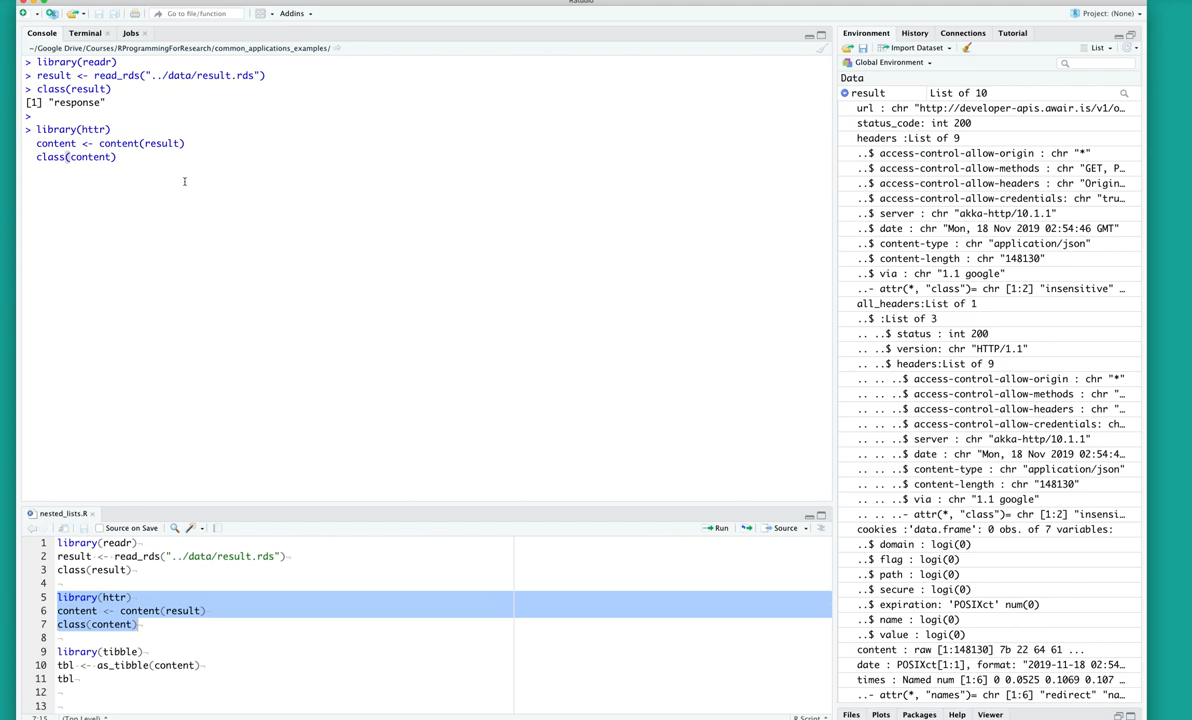 RStudio
Go to file/function
Addins
Project: (None)
Console Terminal Jobs
~/Google Drive/Courses/RProgrammingForResearch/common_applications_examples/
> library(readr)
> result <- read_rds("../data/result.rds")
> class(result)
[1] "response"
>
> library(httr)
content <- content(result)
class(content)
nested_lists.R
Source on Save
Run
Source
1 library(readr)
2 result <- read_rds("../data/result.rds")
3 class(result)
4
5 library(httr)
6 content <- content(result)
7 class(content)
8
9 library(tibble)
10 tbl <- as_tibble(content)
11 tbl
12
13
7:15 (Top Level) R Script
Environment History Connections Tutorial
Import Dataset
List
Global Environment
Data
result List of 10
url : chr "http://developer-apis.awair.is/v1/o…
status_code: int 200
headers :List of 9
..$ access-control-allow-origin : chr "*"
..$ access-control-allow-methods : chr "GET, P…
..$ access-control-allow-headers : chr "Origin…
..$ access-control-allow-credentials: chr "tru…
..$ server : chr "akka-http/10.1.1"
..$ date : chr "Mon, 18 Nov 2019 02:54:46 GMT"
..$ content-type : chr "application/json"
..$ content-length : chr "148130"
..$ via : chr "1.1 google"
..- attr(*, "class")= chr [1:2] "insensitive" …
all_headers:List of 1
..$ :List of 3
.. ..$ status : int 200
.. ..$ version: chr "HTTP/1.1"
.. ..$ headers:List of 9
.. .. ..$ access-control-allow-origin : chr "*"
.. .. ..$ access-control-allow-methods : chr "…
.. .. ..$ access-control-allow-headers : chr "…
.. .. ..$ access-control-allow-credentials: ch…
.. .. ..$ server : chr "akka-http/10.1.1"
.. .. ..$ date : chr "Mon, 18 Nov 2019 02:54:4…
.. .. ..$ content-type : chr "application/json"
.. .. ..$ content-length : chr "148130"
.. .. ..$ via : chr "1.1 google"
.. .. ..- attr(*, "class")= chr [1:2] "insensi…
cookies :'data.frame': 0 obs. of 7 variables:
..$ domain : logi(0)
..$ flag : logi(0)
..$ path : logi(0)
..$ secure : logi(0)
..$ expiration: 'POSIXct' num(0)
..$ name : logi(0)
..$ value : logi(0)
content : raw [1:148130] 7b 22 64 61 ...
date : POSIXct[1:1], format: "2019-11-18 02:54…
times : Named num [1:6] 0 0.0525 0.1069 0.107 …
..- attr(*, "names")= chr [1:6] "redirect" "na…
Files Plots Packages Help Viewer